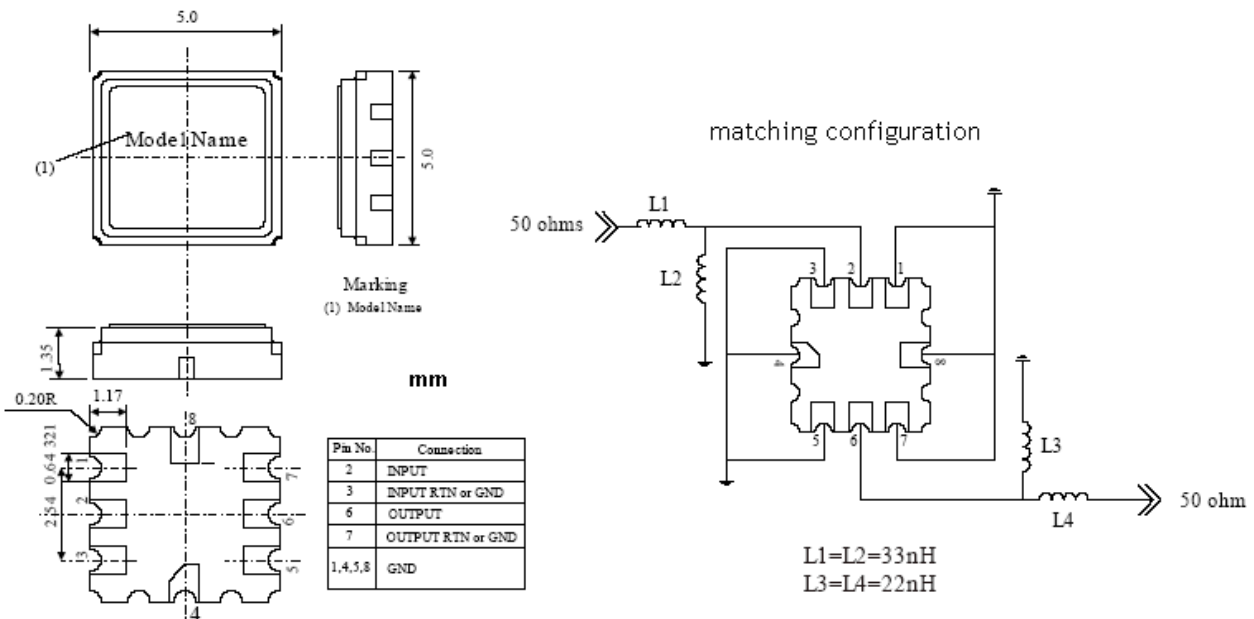 5.0
Model Name
(1)
5.0
Marking
(1) Model Name
1.35
mm
0.20R
1.17
8
321
0.64
2.54
1
2
3
7
6
5
4
Pin No. Connection
2 INPUT
3 INPUT RTN or GND
6 OUTPUT
7 OUTPUT RTN or GND
1,4,5,8 GND
matching configuration
50 ohms
L1
L2
3 2 1
4
8
5 6 7
L3
L4
50 ohm
L1=L2=33nH
L3=L4=22nH